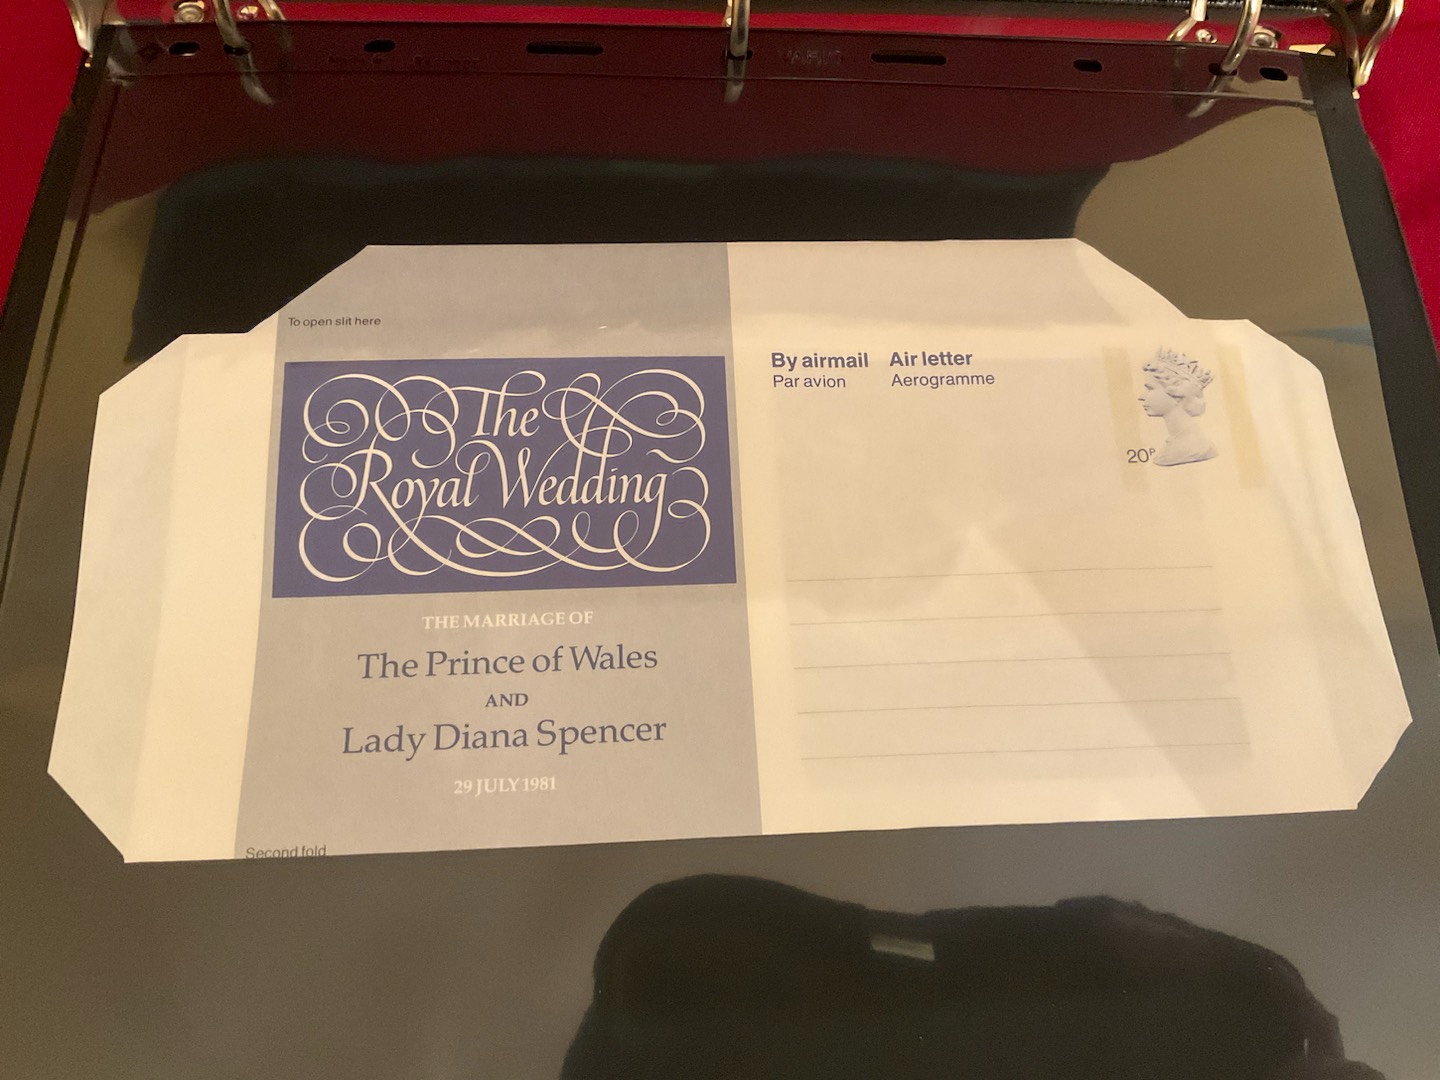 To open slit here
The
Royal Wedding
THE MARRIAGE OF
The Prince of Wales
AND
Lady Diana Spencer
29 JULY 1981
Second fold
By airmail Air letter
Par avion Aerogramme
20P